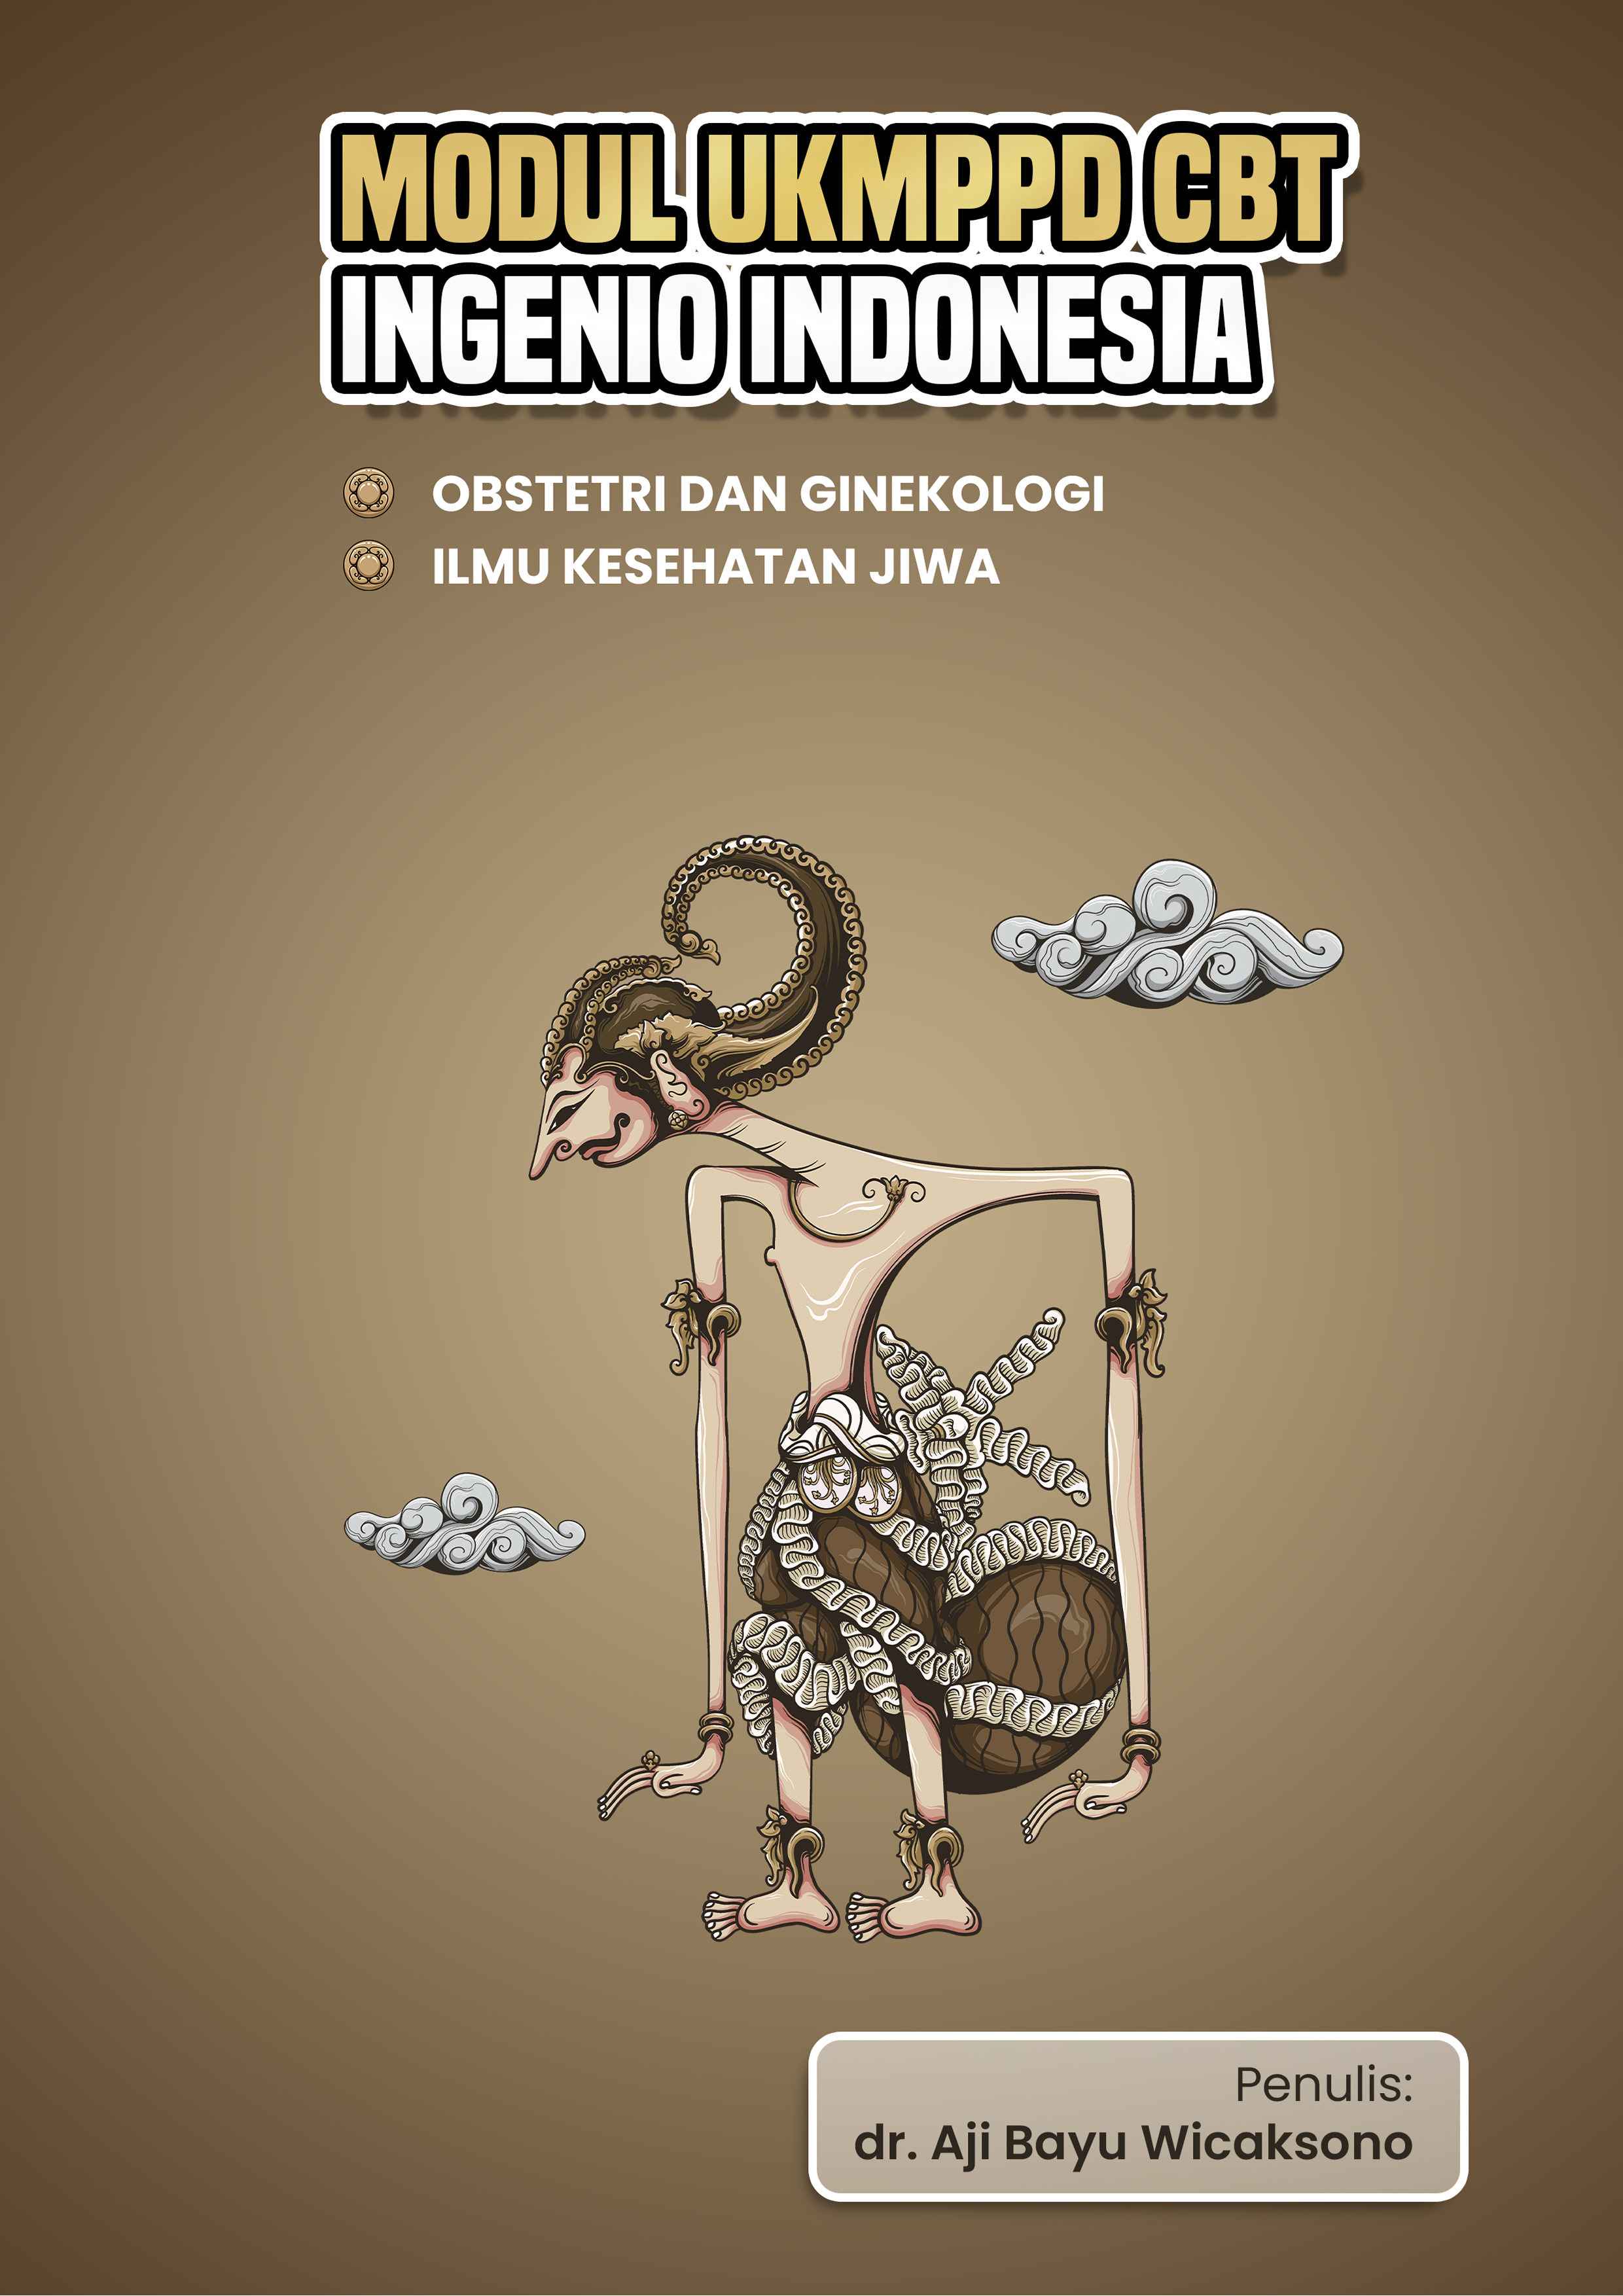 MODUL UKMPPD CBT
INGENIO INDONESIA
OBSTETRI DAN GINEKOLOGI
ILMU KESEHATAN JIWA
Penulis:
dr. Aji Bayu Wicaksono